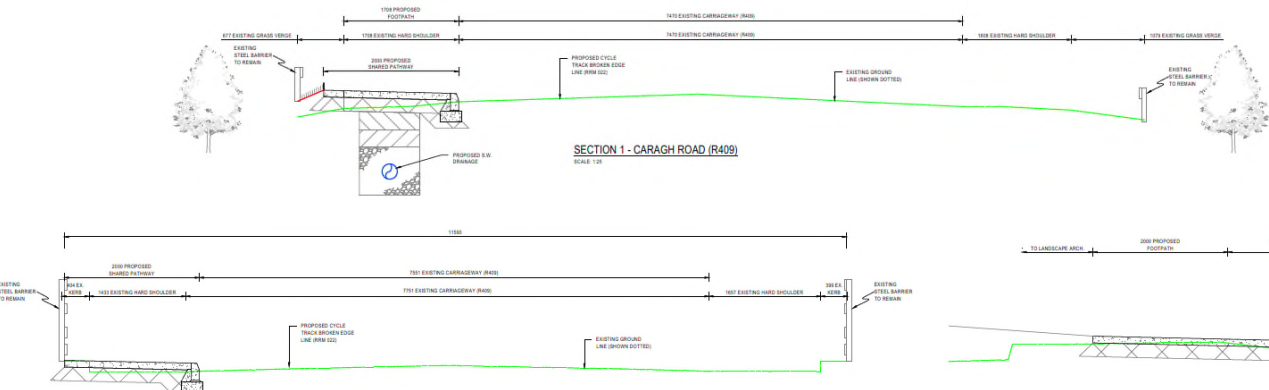 1708 PROPOSED
FOOTPATH
7470 EXISTING CARRIAGEWAY (R409)
677 EXISTING GRASS VERGE
1708 EXISTING HARD SHOULDER
7470 EXISTING CARRIAGEWAY (R409)
1608 EXISTING HARD SHOULDER
1075 EXISTING GRASS VERGE
EXISTING
STEEL BARRIER
TO REMAIN
2000 PROPOSED
SHARED PATHWAY
PROPOSED CYCLE
TRACK BROKEN EDGE
LINE (RRM 022)
EXISTING GROUND
LINE (SHOWN DOTTED)
EXISTING
STEEL BARRIER
TO REMAIN
PROPOSED S.W.
DRAINAGE
SECTION 1 - CARAGH ROAD (R409)
SCALE 1:25
11500
2000 PROPOSED
SHARED PATHWAY
7551 EXISTING CARRIAGEWAY (R409)
TO LANDSCAPE ARCH.
2000 PROPOSED
FOOTPATH
EXISTING
STEEL BARRIER
TO REMAIN
EX.
KERB
1433 EXISTING HARD SHOULDER
7751 EXISTING CARRIAGEWAY (R409)
1657 EXISTING HARD SHOULDER
EX.
KERB
EXISTING
STEEL BARRIER
TO REMAIN
PROPOSED CYCLE
TRACK BROKEN EDGE
LINE (RRM 022)
EXISTING GROUND
LINE (SHOWN DOTTED)